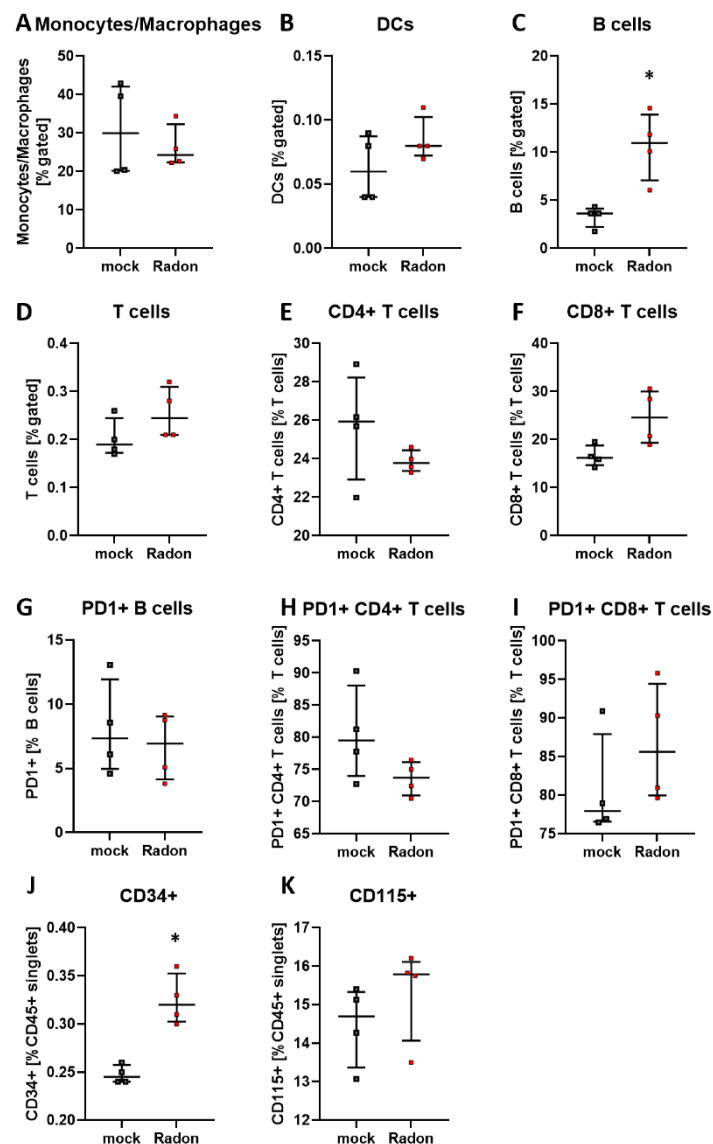 A Monocytes/Macrophages
Monocytes/Macrophages
[% gated]
50
40
30
20
10
0
mock Radon
B DCs
DCs [% gated]
0.15
0.10
0.05
0.00
mock Radon
C B cells
B cells [% gated]
20
15
10
5
0
*
mock Radon
D T cells
T cells [% gated]
0.4
0.3
0.2
0.1
0.0
mock Radon
E CD4+ T cells
CD4+ T cells [% T cells]
30
28
26
24
22
20
mock Radon
F CD8+ T cells
CD8+ T cells [% T cells]
40
30
20
10
0
mock Radon
G PD1+ B cells
PD1+ [% B cells]
15
10
5
0
mock Radon
H PD1+ CD4+ T cells
PD1+ CD4+ T cells [% T cells]
95
90
85
80
75
70
65
mock Radon
I PD1+ CD8+ T cells
PD1+ CD8+ T cells [% T cells]
100
95
90
85
80
75
mock Radon
J CD34+
CD34+ [% CD45+ singlets]
0.40
0.35
0.30
0.25
0.20
*
mock Radon
K CD115+
CD115+ [% CD45+ singlets]
17
16
15
14
13
12
mock Radon